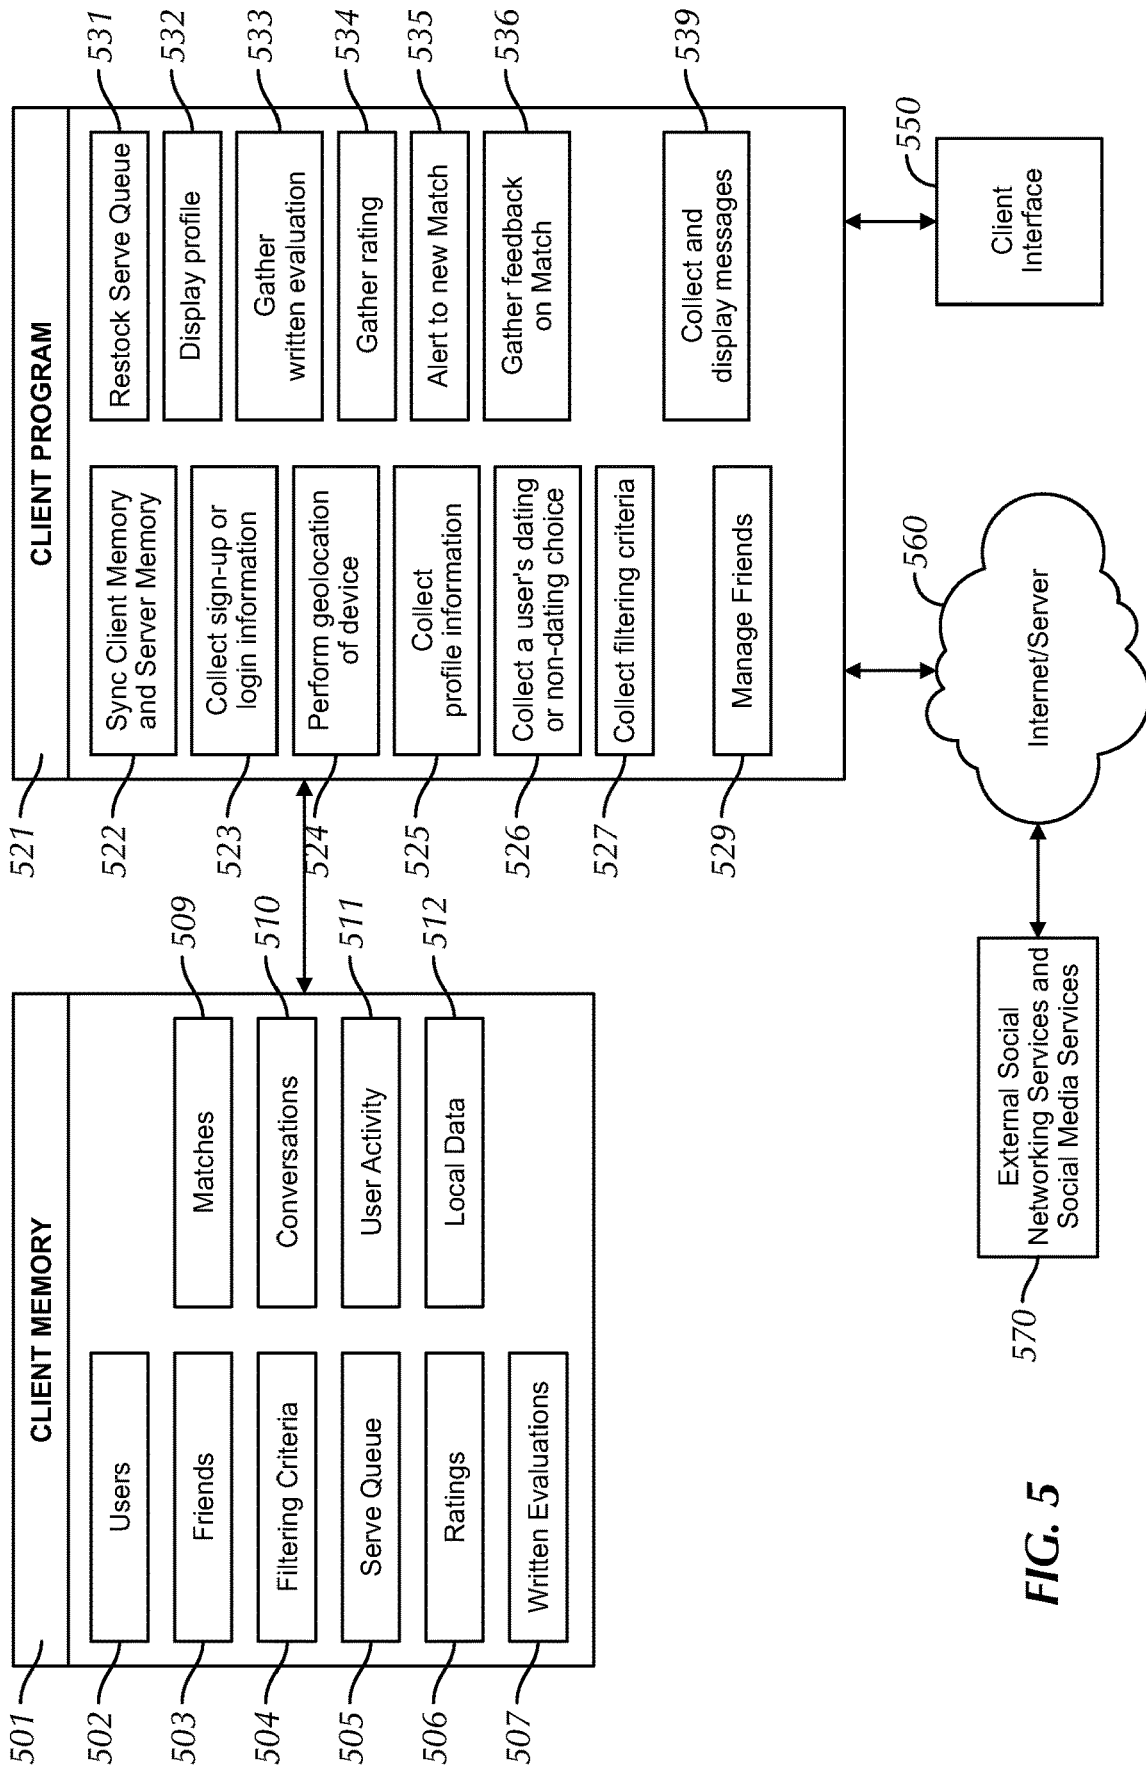 CLIENT MEMORY
501
502
Users
503
Friends
504
Filtering Criteria
505
Serve Queue
506
Ratings
507
Written Evaluations
509
Matches
510
Conversations
511
User Activity
512
Local Data
CLIENT PROGRAM
521
522
Sync Client Memory
and Server Memory
523
Collect sign-up or
login information
524
Perform geolocation
of device
525
Collect
profile information
526
Collect a user's dating
or non-dating choice
527
Collect filtering criteria
529
Manage Friends
531
Restock Serve Queue
532
Display profile
533
Gather
written evaluation
534
Gather rating
535
Alert to new Match
536
Gather feedback
on Match
539
Collect and
display messages
550
Client
Interface
560
Internet/Server
570
External Social
Networking Services and
Social Media Services
FIG. 5